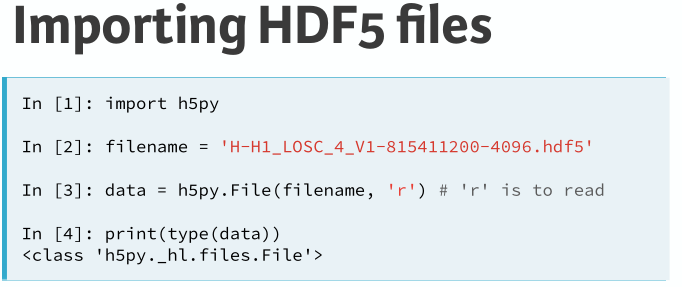 Importing HDF5 files
In [1]: import h5py
In [2]: filename = 'H-H1_LOSC_4_V1-815411200-4096.hdf5'
In [3]: data = h5py.File(filename, 'r') # 'r' is to read
In [4]: print(type(data))
<class 'h5py._hl.files.File'>